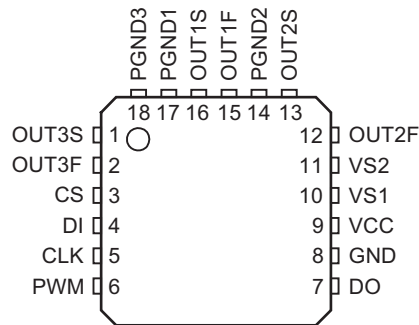 PGND3 PGND1 OUT1S OUT1F PGND2 OUT2S
18 17 16 15 14 13
OUT3S 1 12 OUT2F
OUT3F 2 11 VS2
CS 3 10 VS1
DI 4 9 VCC
CLK 5 8 GND
PWM 6 7 DO